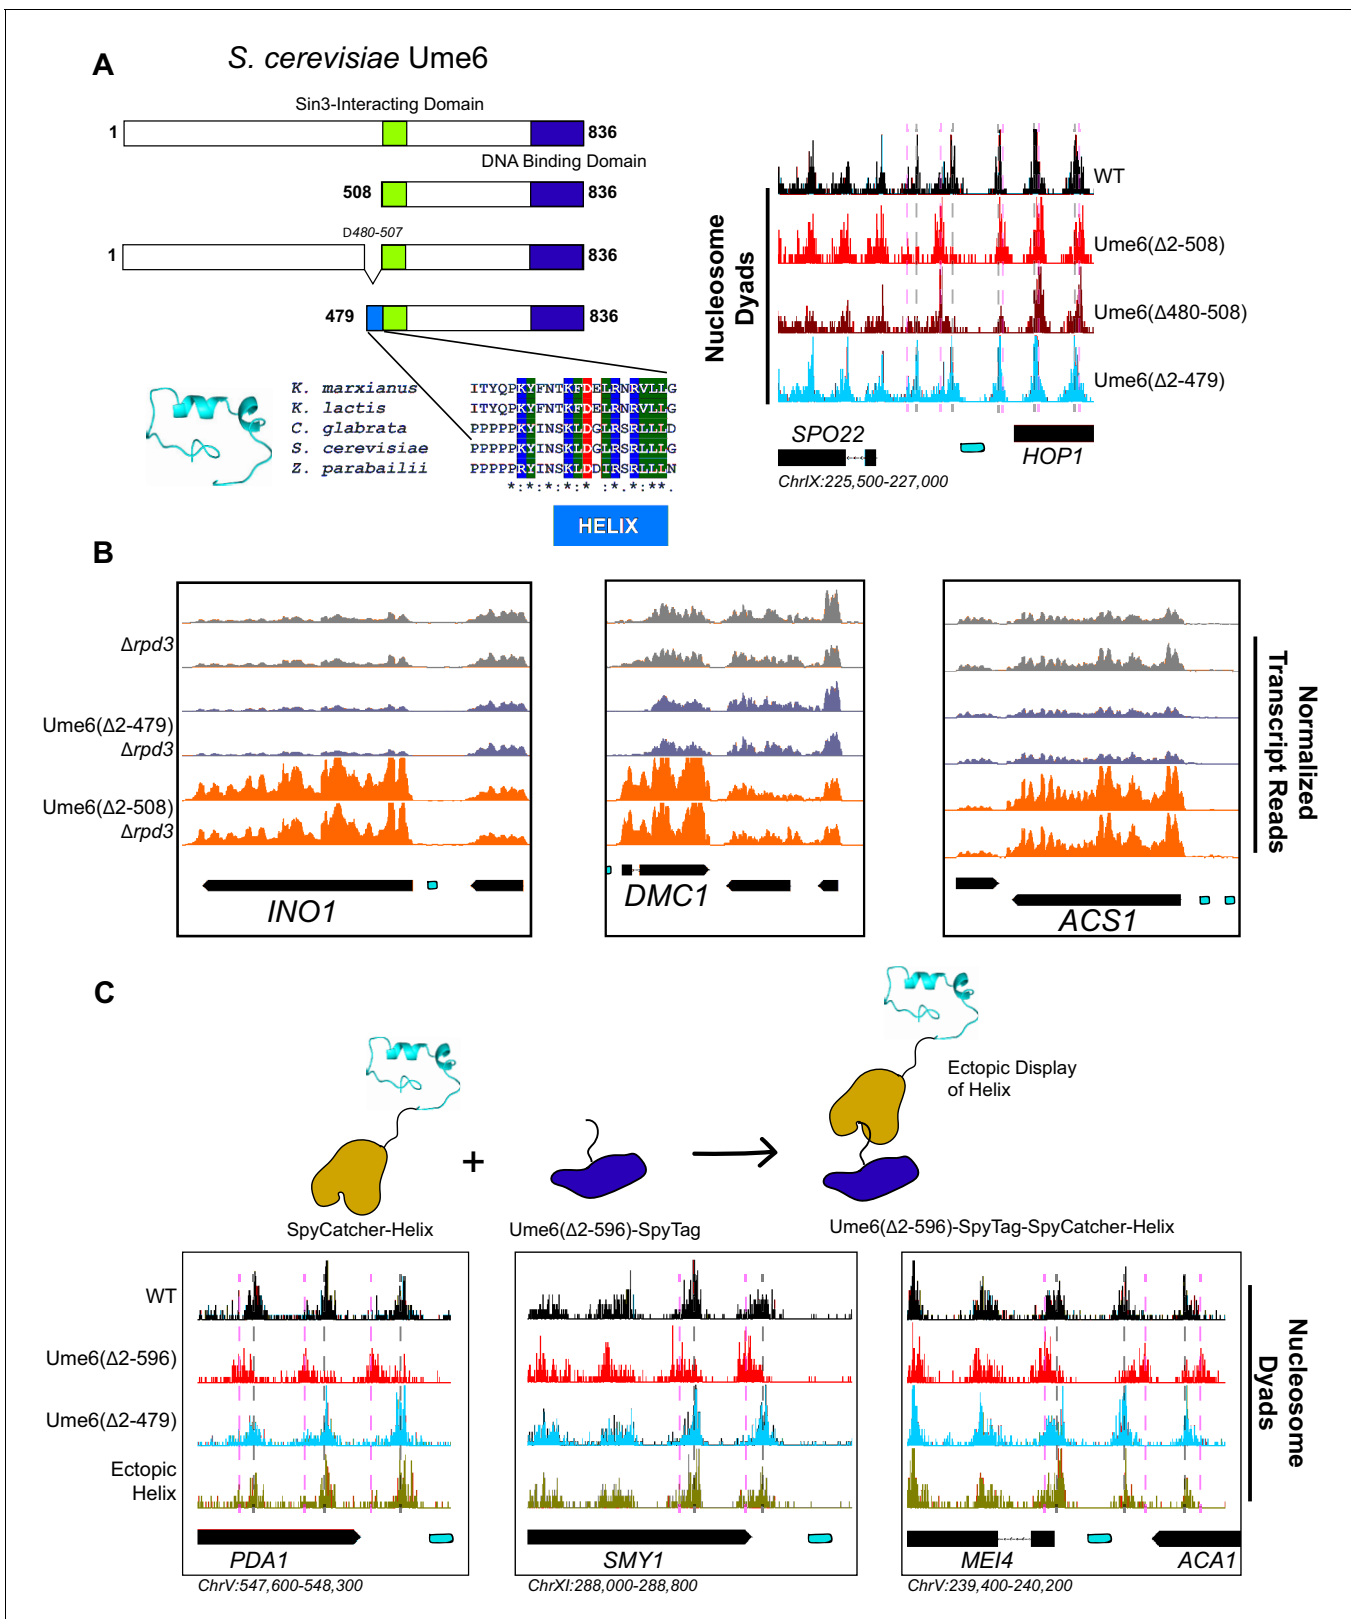 A
S. cerevisiae Ume6
Sin3-Interacting Domain
1
836
DNA Binding Domain
508
836
D480-507
1
836
479
836
K. marxianus ITYQPKYFNTKFDELRNRVLLG
K. lactis ITYQPKYFNTKFDELRNRVLLG
C. glabrata PPPPPKYINSKLDGLRSRLLLD
S. cerevisiae PPPPPKYINSKLDGLRSRLLLD
Z. parabailii PPPPPRYINSKLDDIRSRLLLN
*:*:*:* :*.*:**.
HELIX
Nucleosome
Dyads
WT
Ume6(Δ2-508)
Ume6(Δ480-508)
Ume6(Δ2-479)
SPO22
HOP1
ChrIX:225,500-227,000
B
Δrpd3
Ume6(Δ2-479)
Δrpd3
Ume6(Δ2-508)
Δrpd3
INO1
DMC1
ACS1
Normalized
Transcript Reads
C
Ectopic Display
of Helix
+
SpyCatcher-Helix
Ume6(Δ2-596)-SpyTag
Ume6(Δ2-596)-SpyTag-SpyCatcher-Helix
WT
Ume6(Δ2-596)
Ume6(Δ2-479)
Ectopic
Helix
Nucleosome
Dyads
PDA1
SMY1
MEI4
ACA1
ChrV:547,600-548,300
ChrXI:288,000-288,800
ChrV:239,400-240,200